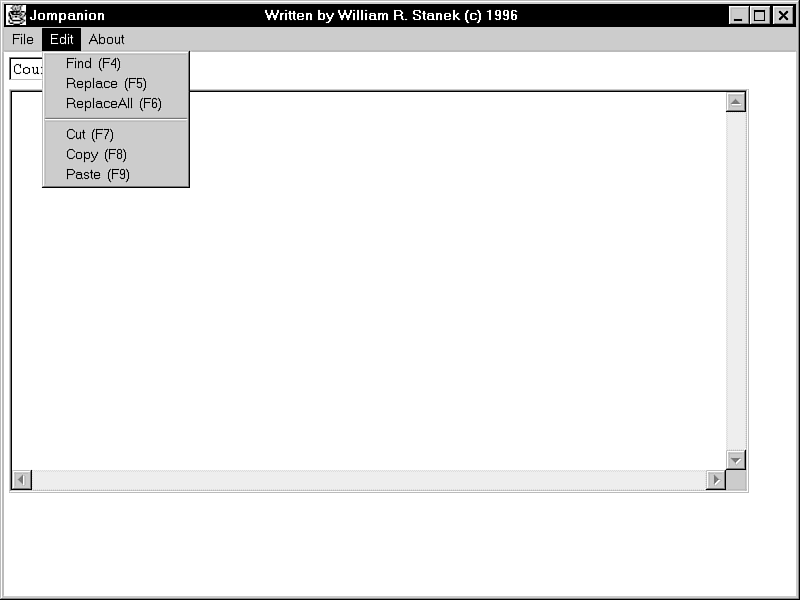 Jompanion Written by William R. Stanek (c) 1996
File Edit About
Find (F4)
Replace (F5)
ReplaceAll (F6)
Cut (F7)
Copy (F8)
Paste (F9)